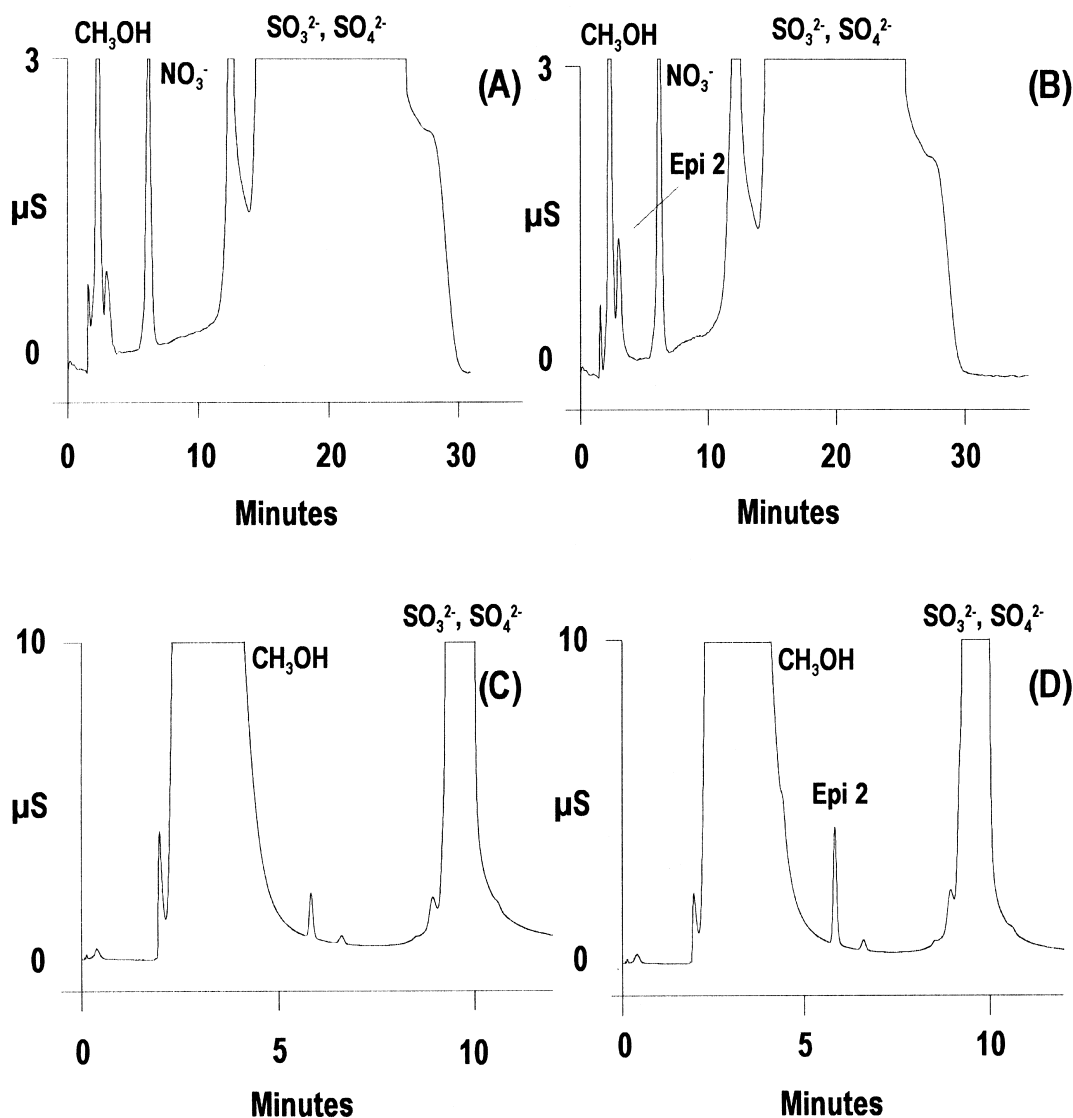 CH₃OH
SO₃²⁻, SO₄²⁻
3
NO₃⁻
(A)
µS
0
0 10 20 30
Minutes
CH₃OH
SO₃²⁻, SO₄²⁻
3
NO₃⁻
(B)
Epi 2
µS
0
0 10 20 30
Minutes
SO₃²⁻, SO₄²⁻
10
CH₃OH
(C)
µS
0
0 5 10
Minutes
SO₃²⁻, SO₄²⁻
10
CH₃OH
(D)
Epi 2
µS
0
0 5 10
Minutes